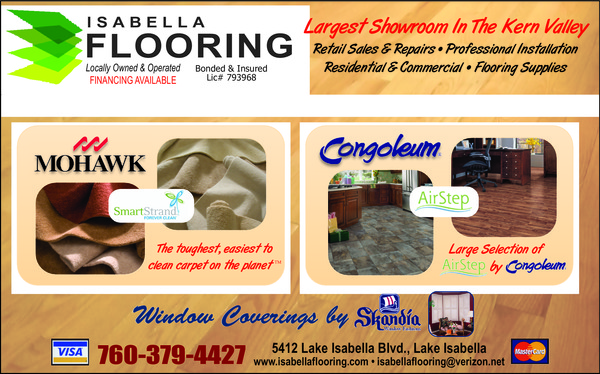 ISABELLA
FLOORING
Locally Owned & Operated
FINANCING AVAILABLE
Bonded & Insured
Lic# 793968
Largest Showroom In The Kern Valley
Retail Sales & Repairs • Professional Installation
Residential & Commercial • Flooring Supplies
MOHAWK
SmartStrand
FOREVER CLEAN
The toughest, easiest to
clean carpet on the planet™
Congoleum
AirStep
Large Selection of
AirStep by Congoleum
Window Coverings by Skandia
VISA
760-379-4427
5412 Lake Isabella Blvd., Lake Isabella
www.isabellaflooring.com • isabellaflooring@verizon.net
MasterCard